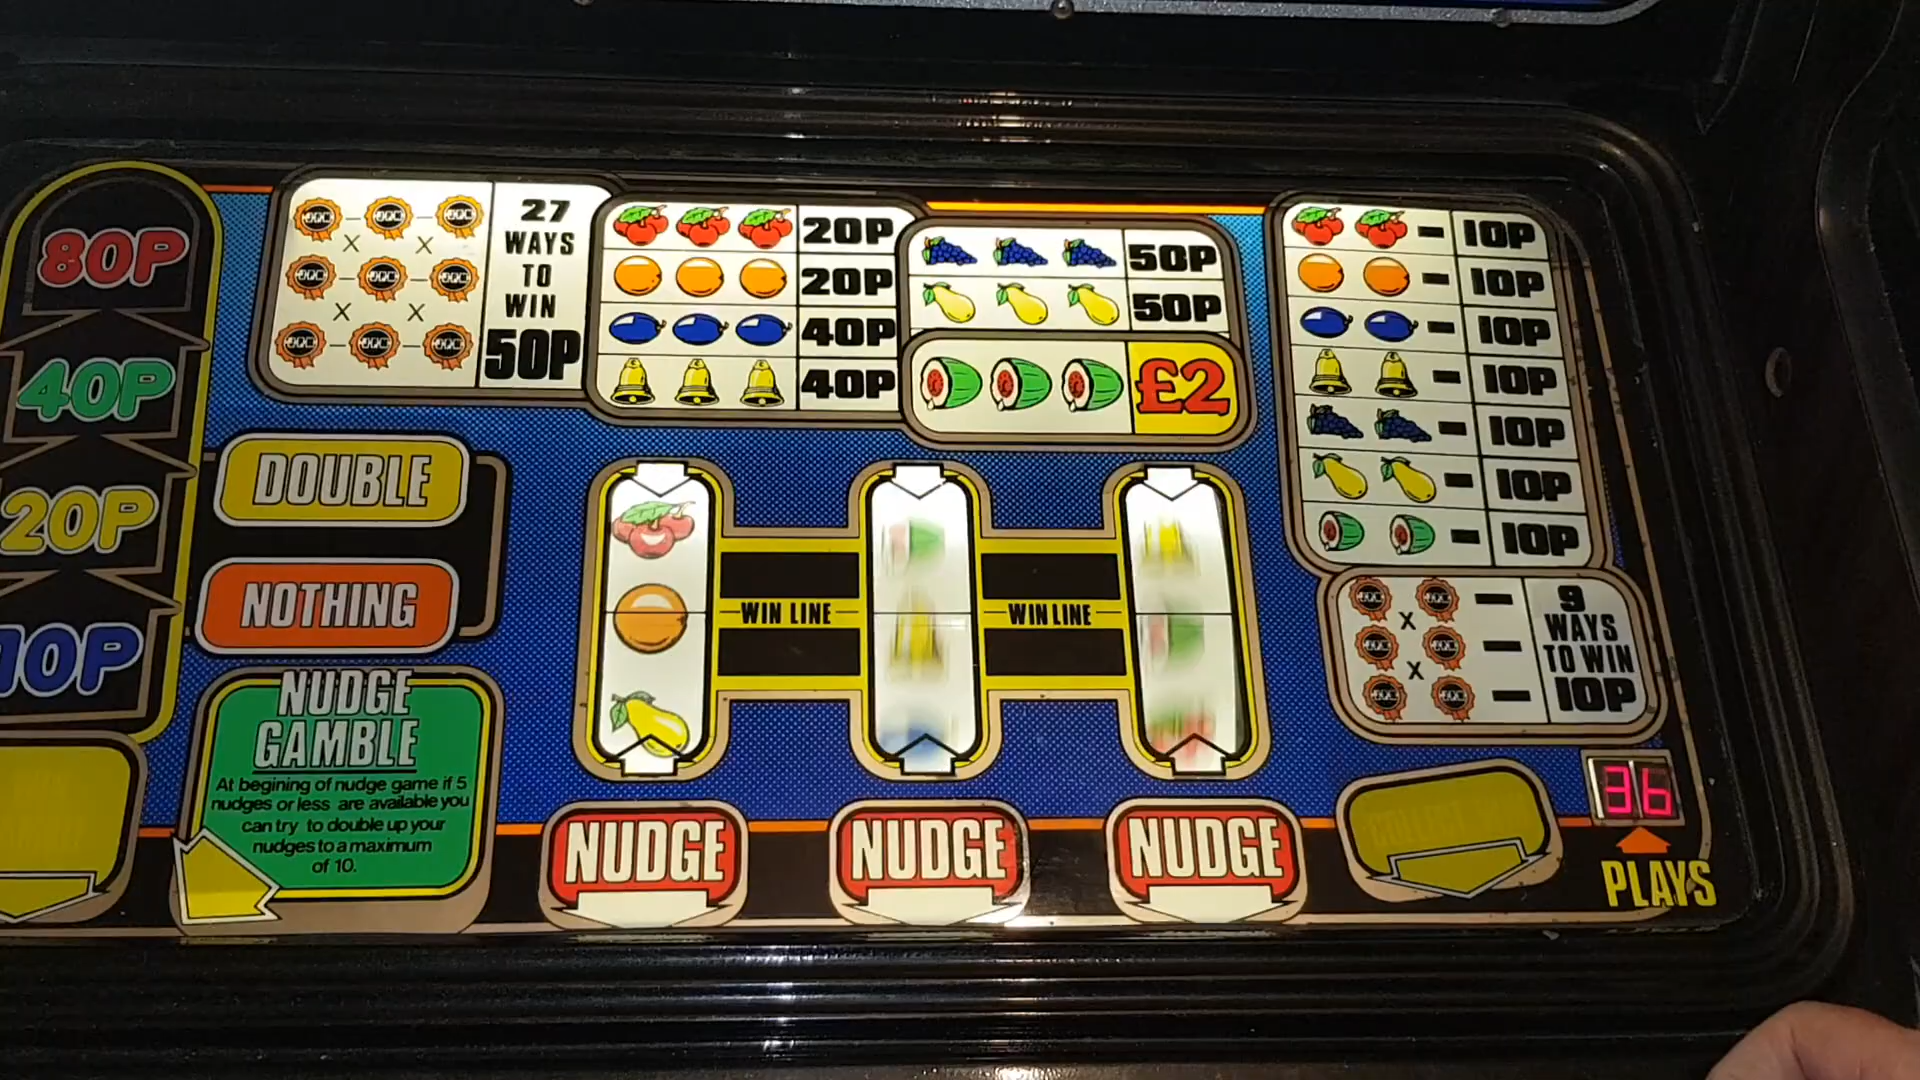 80P
40P
20P
10P
27
WAYS
TO
WIN
50P
20P
20P
40P
40P
50P
50P
£2
10P
10P
10P
10P
10P
10P
10P
9
WAYS
TO WIN
10P
DOUBLE
NOTHING
WIN LINE
WIN LINE
NUDGE
GAMBLE
At begining of nudge game if 5
nudges or less are available you
can try to double up your
nudges to a maximum
of 10.
NUDGE
NUDGE
NUDGE
COLLECT
36
PLAYS